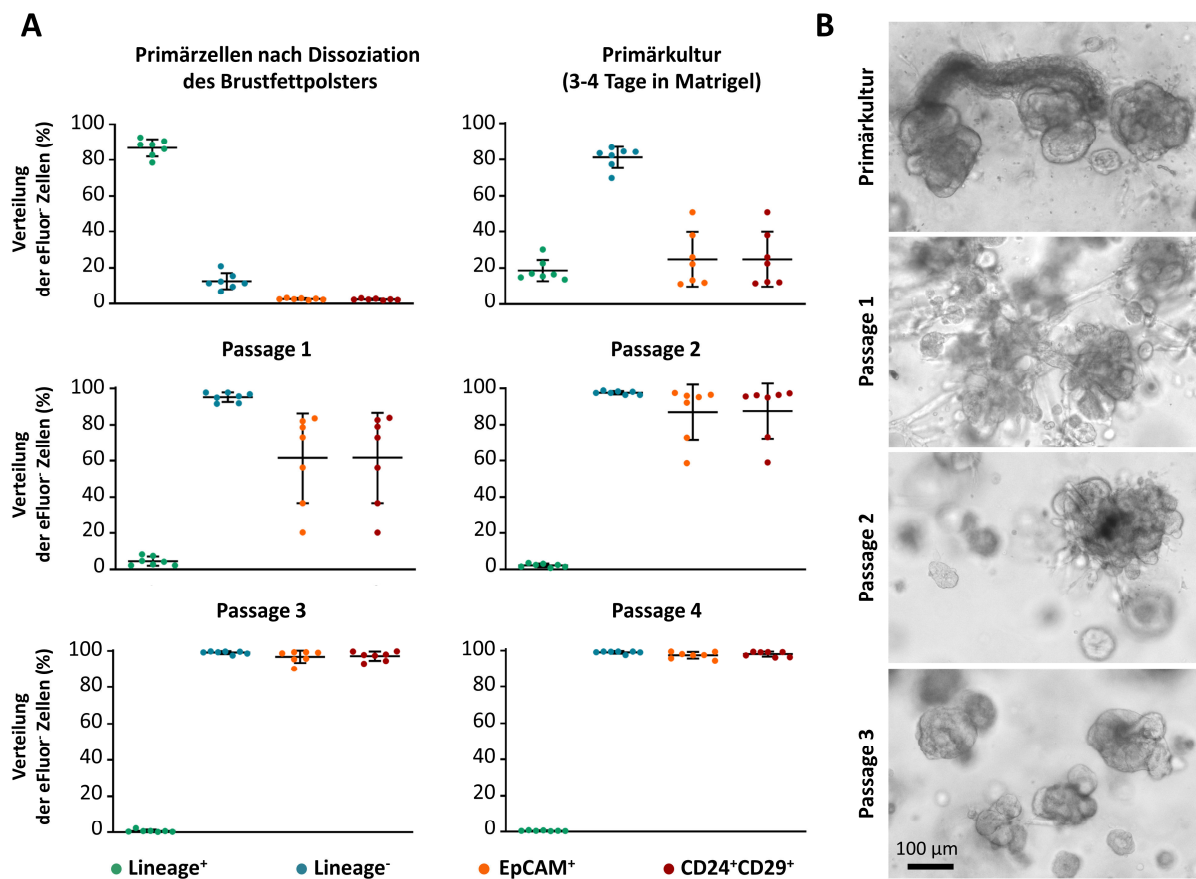 A
Primärzellen nach Dissoziation
des Brustfettpolsters
Verteilung
der eFluor⁻ Zellen (%)
100
80
60
40
20
0
Primärkultur
(3-4 Tage in Matrigel)
100
80
60
40
20
0
Passage 1
Verteilung
der eFluor⁻ Zellen (%)
100
80
60
40
20
0
Passage 2
100
80
60
40
20
0
Passage 3
Verteilung
der eFluor⁻ Zellen (%)
100
80
60
40
20
0
Passage 4
100
80
60
40
20
0
Lineage⁺
Lineage⁻
EpCAM⁺
CD24⁺CD29⁺
B
Primärkultur
Passage 1
Passage 2
Passage 3
100 µm